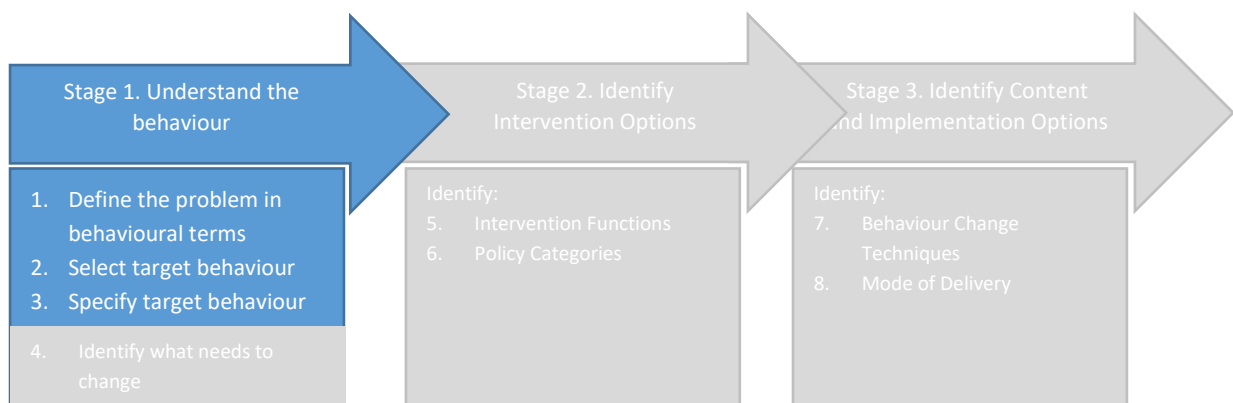 Stage 1. Understand the
behaviour
Stage 2. Identify
Intervention Options
Stage 3. Identify Content
and Implementation Options
1. Define the problem in
behavioural terms
2. Select target behaviour
3. Specify target behaviour
4. Identify what needs to
change
Identify:
5. Intervention Functions
6. Policy Categories
Identify:
7. Behaviour Change
Techniques
8. Mode of Delivery